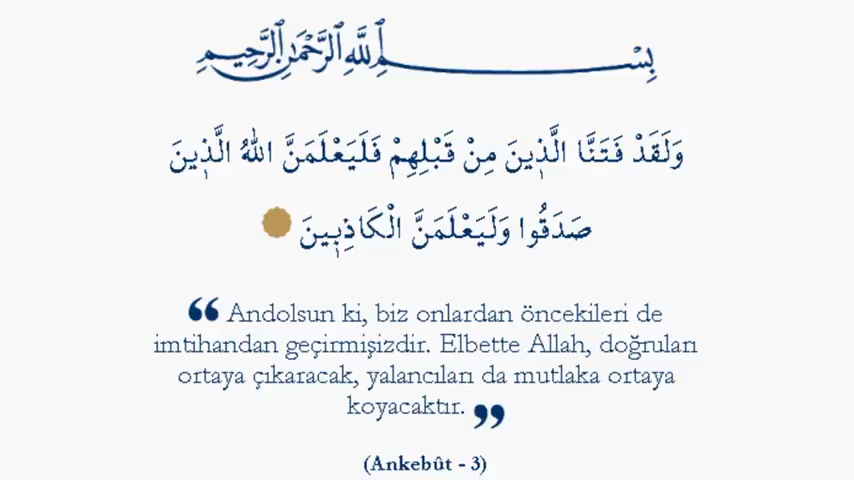 بِسْمِ اللَّهِ الرَّحْمَٰنِ الرَّحِيمِ
وَلَقَدْ فَتَنَّا الَّذ۪ينَ مِنْ قَبْلِهِمْ فَلَيَعْلَمَنَّ اللّٰهُ الَّذ۪ينَ
صَدَقُوا وَلَيَعْلَمَنَّ الْكَاذِب۪ينَ
“ Andolsun ki, biz onlardan öncekileri de
imtihandan geçirmişizdir. Elbette Allah, doğruları
ortaya çıkaracak, yalancıları da mutlaka ortaya
koyacaktır. ”
(Ankebût - 3)